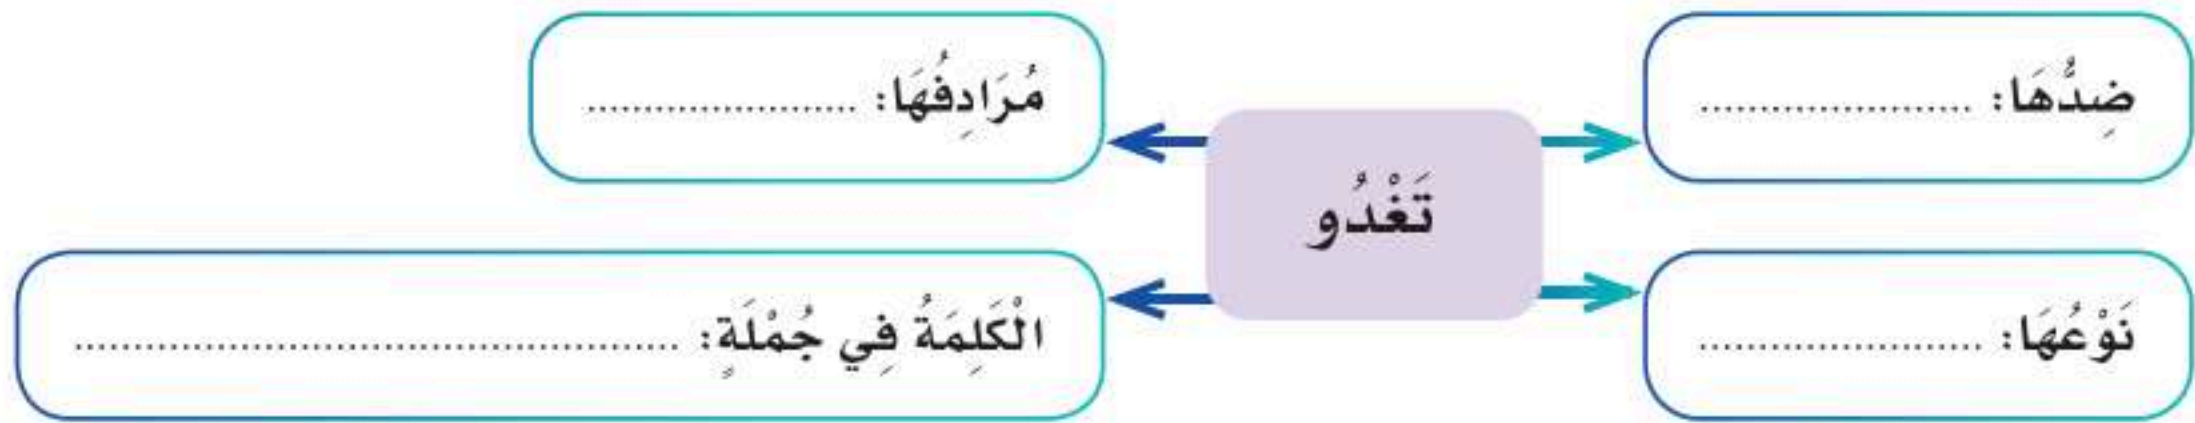 ضِدُّهَا: ......................
مُرَادِفُهَا: ......................
تَغْدُو
نَوْعُهَا: ......................
الْكَلِمَةُ فِي جُمْلَةٍ: ..................................................